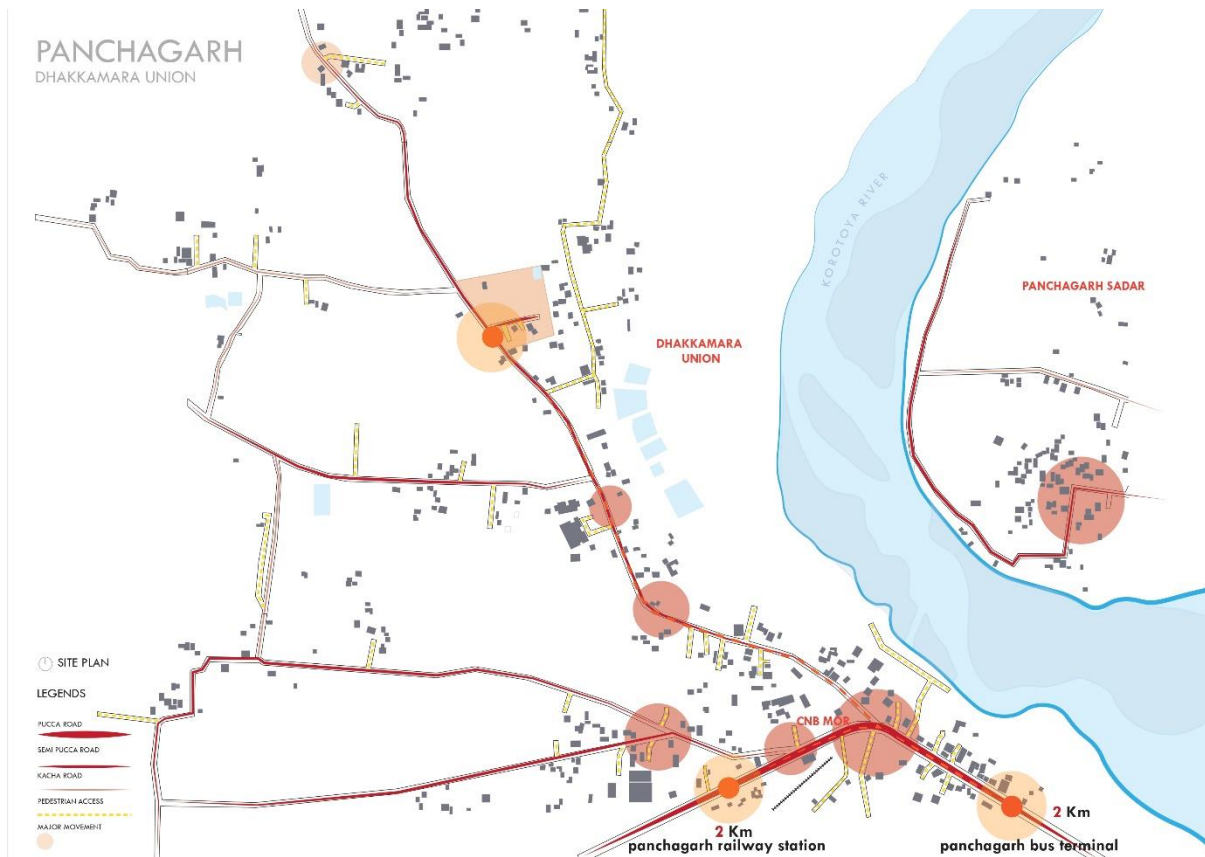 PANCHAGARH
DHAKKAMARA UNION
KOROTOYA RIVER
PANCHAGARH SADAR
DHAKKAMARA
UNION
SITE PLAN
LEGENDS
PUCCA ROAD
SEMI PUCCA ROAD
KACHA ROAD
PEDESTRIAN ACCESS
MAJOR MOVEMENT
CNB MOR
2 Km
panchagarh railway station
2 Km
panchagarh bus terminal